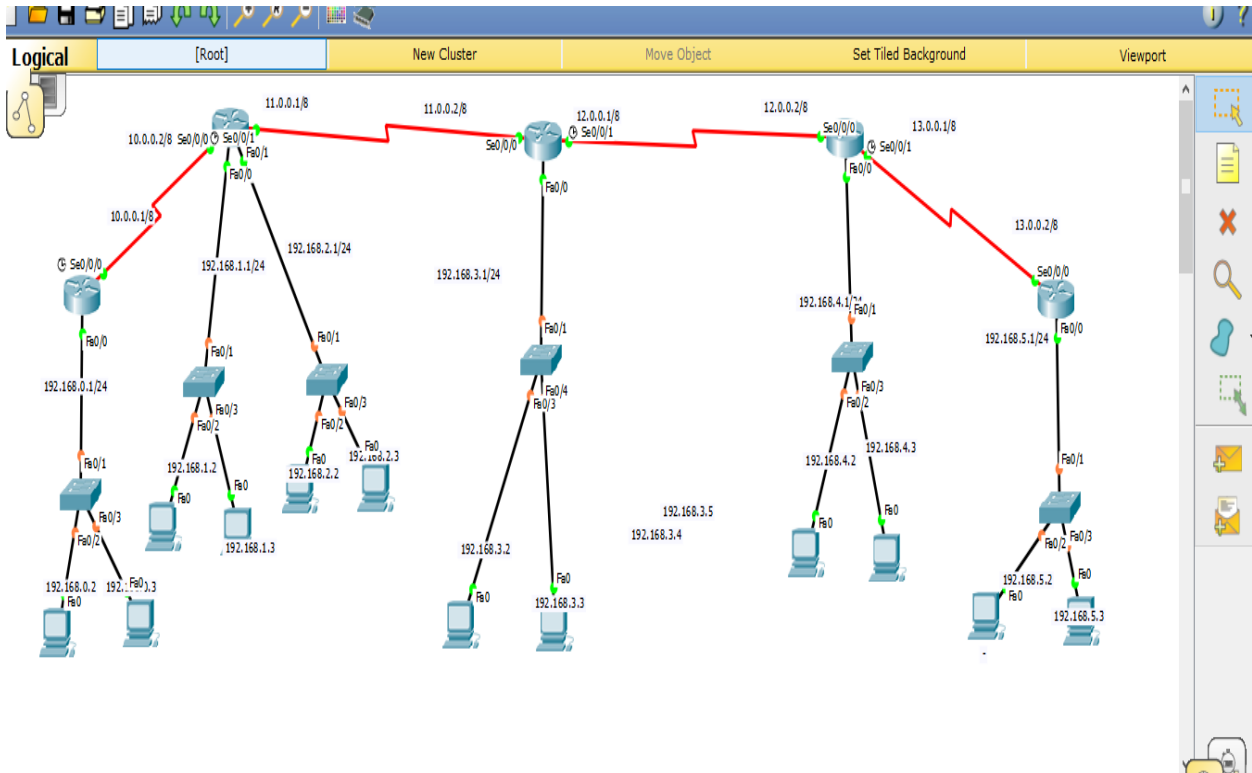 Logical
[Root]
New Cluster
Move Object
Set Tiled Background
Viewport
11.0.0.1/8
11.0.0.2/8
12.0.0.1/8
12.0.0.2/8
13.0.0.1/8
10.0.0.2/8
Se0/0/0
Se0/0/1
Fa0/1
Fa0/0
Se0/0/0
Se0/0/1
Fa0/0
Se0/0/0
Se0/0/1
Fa0/0
10.0.0.1/8
13.0.0.2/8
192.168.2.1/24
192.168.1.1/24
192.168.3.1/24
Se0/0/0
Se0/0/0
192.168.4.1/24
Fa0/1
Fa0/0
192.168.5.1/24
Fa0/0
Fa0/1
Fa0/1
Fa0/1
192.168.0.1/24
Fa0/3
Fa0/2
Fa0/3
Fa0/2
Fa0/4
Fa0/3
Fa0/3
Fa0/2
192.168.4.3
192.168.4.2
Fa0
192.168.2.3
192.168.2.2
Fa0/1
192.168.1.2
Fa0
Fa0
192.168.1.3
Fa0/1
Fa0/3
Fa0/2
192.168.3.5
192.168.3.4
192.168.3.2
Fa0
Fa0
Fa0/3
Fa0/2
192.168.0.2
Fa0
Fa0
Fa0
Fa0
192.168.3.3
192.168.5.2
Fa0
Fa0
192.168.5.3